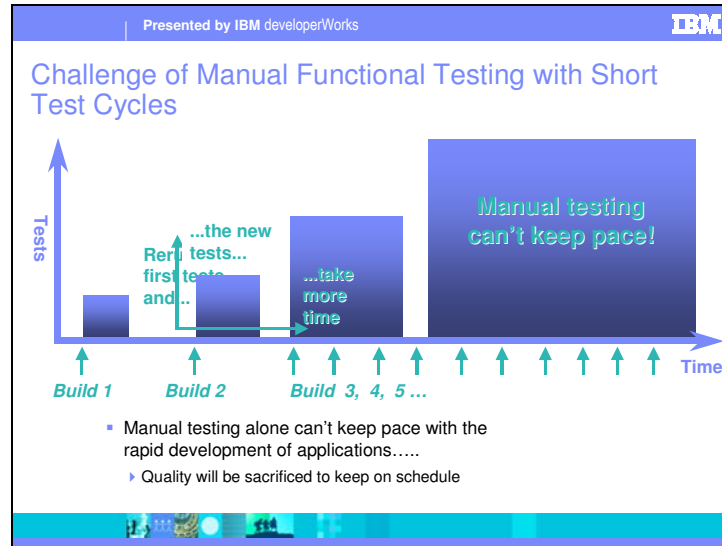 Presented by IBM developerWorks
IBM
Challenge of Manual Functional Testing with Short
Test Cycles
Tests
Reru
first tests
and...
...the new
tests...
...take
more
time
Manual testing
can't keep pace!
Time
Build 1
Build 2
Build 3, 4, 5 ...
Manual testing alone can't keep pace with the
rapid development of applications…..
Quality will be sacrificed to keep on schedule